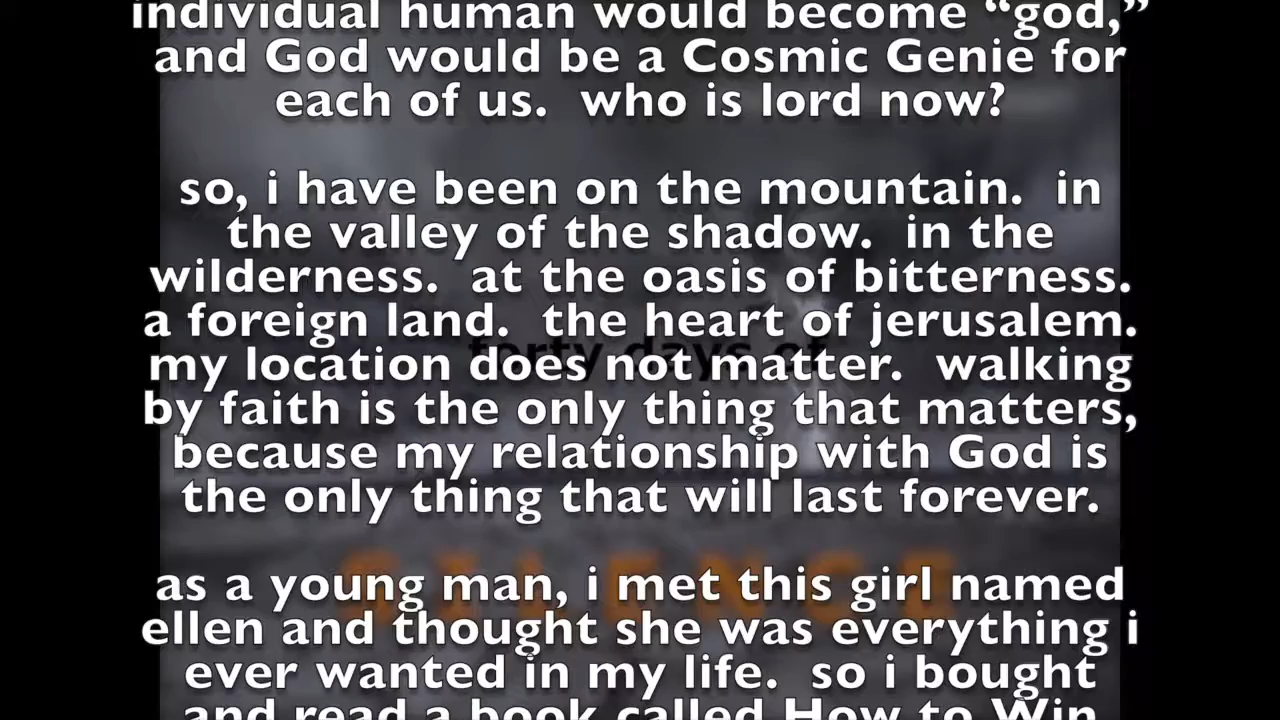 individual human would become “god,”
and God would be a Cosmic Genie for
each of us.  who is lord now?
so, i have been on the mountain.  in
the valley of the shadow.  in the
wilderness.  at the oasis of bitterness.
a foreign land.  the heart of jerusalem.
forty days of
my location does not matter.  walking
by faith is the only thing that matters,
because my relationship with God is
the only thing that will last forever.
SILENCE
as a young man, i met this girl named
ellen and thought she was everything i
ever wanted in my life.  so i bought
and read a book called How to Win